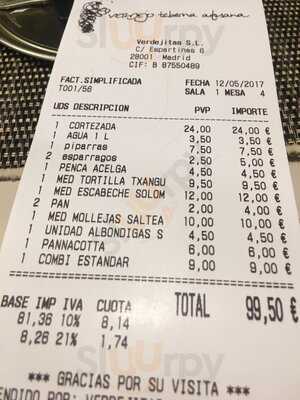 verdejo taberna artesana
Verdejitas S.L.
C/ Espartinas 6
28001 Madrid
CIF: B 87550489
FACT.SIMPLIFICADA FECHA 12/05/2017
T001/56 SALA 1 MESA 4
UDS DESCRIPCION PVP IMPORTE
1 CORTEZADA 24,00 24,00 €
1 AGUA 1 L 3,50 3,50 €
1 piparras 7,50 7,50 €
2 esparragos 2,50 5,00 €
1 PENCA ACELGA 4,50 4,50 €
1 MED TORTILLA TXANGU 9,50 9,50 €
1 MED ESCABECHE SOLOM 12,00 12,00 €
2 PAN 2,00 4,00 €
1 MED MOLLEJAS SALTEA 10,00 10,00 €
1 UNIDAD ALBONDIGAS S 4,50 4,50 €
1 PANNACOTTA 6,00 6,00 €
1 COMBI ESTANDAR 9,00 9,00 €
BASE IMP IVA CUOTA TOTAL 99,50 €
81,36 10% 8,14
8,26 21% 1,74
*** GRACIAS POR SU VISITA ***
Sluurpy